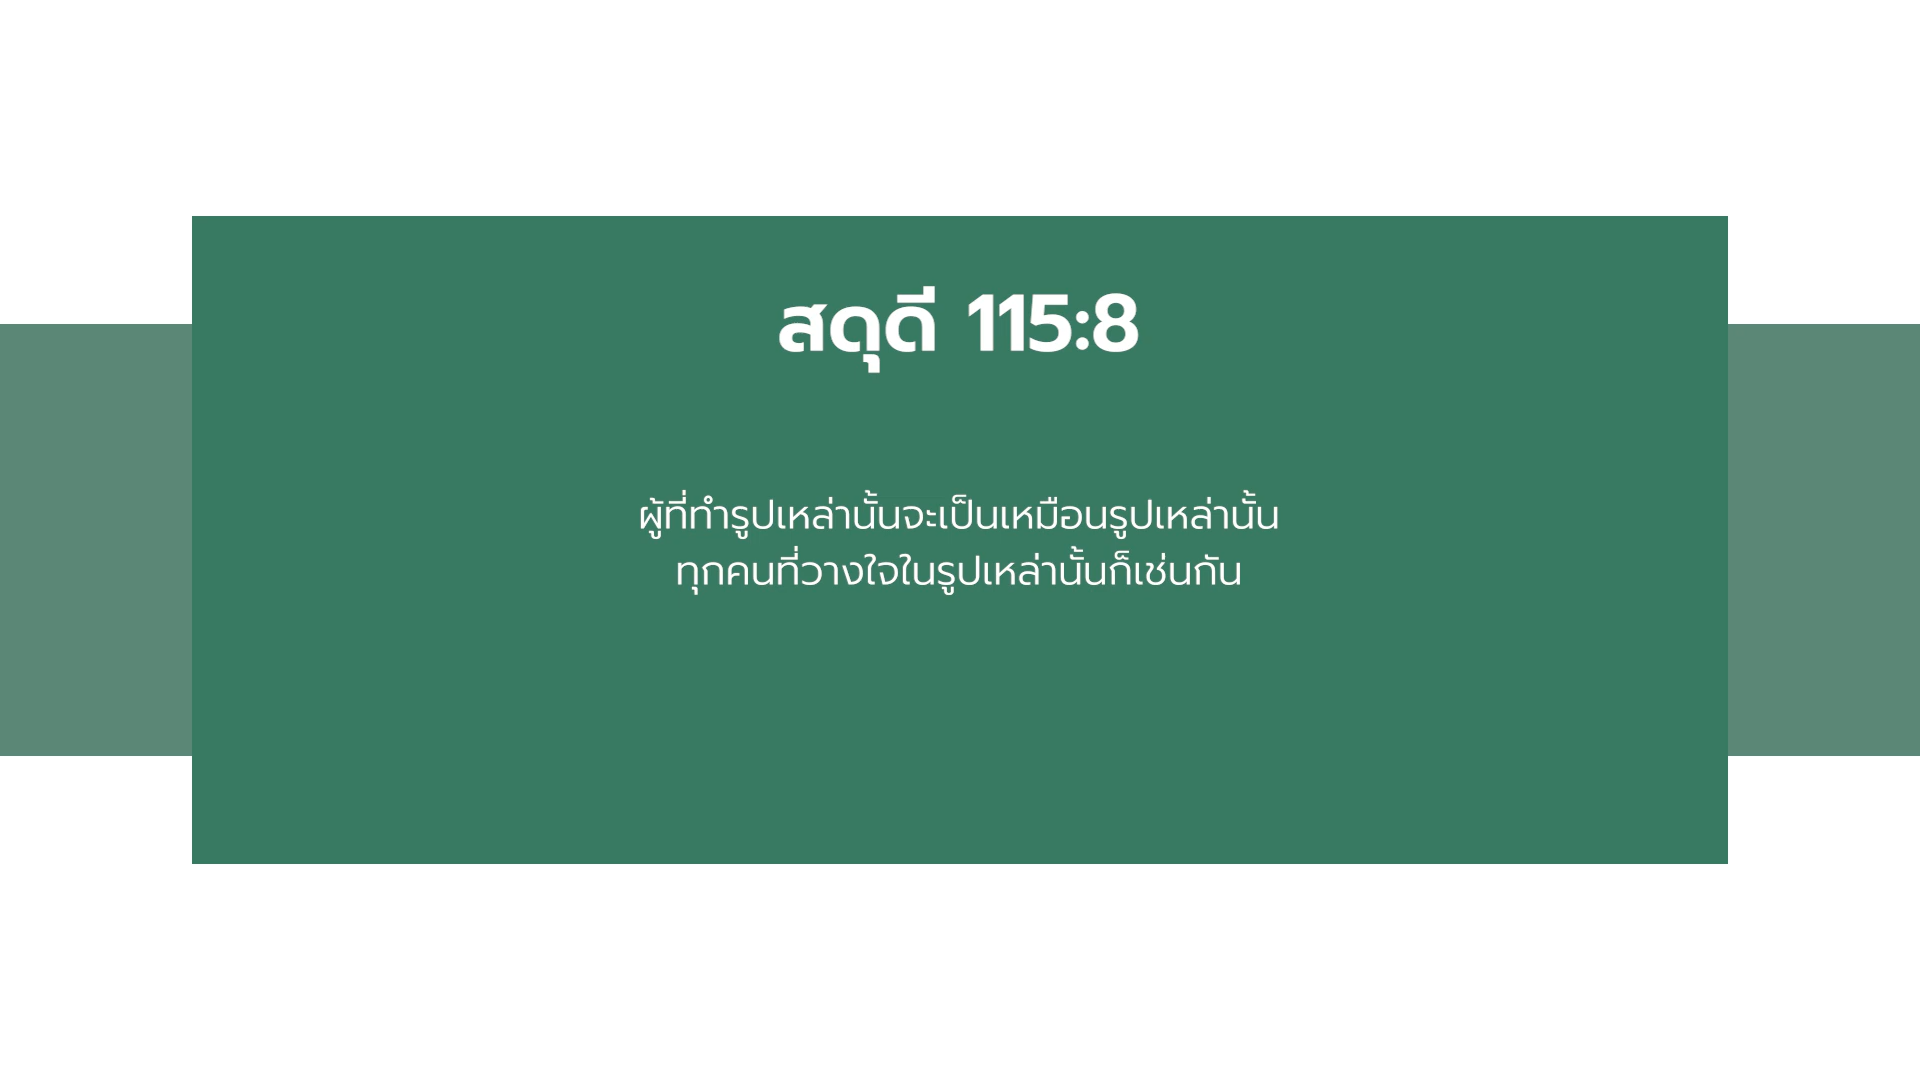 สดุดี 115:8
ผู้ที่ทำรูปเหล่านั้นจะเป็นเหมือนรูปเหล่านั้น
ทุกคนที่วางใจในรูปเหล่านั้นก็เช่นกัน